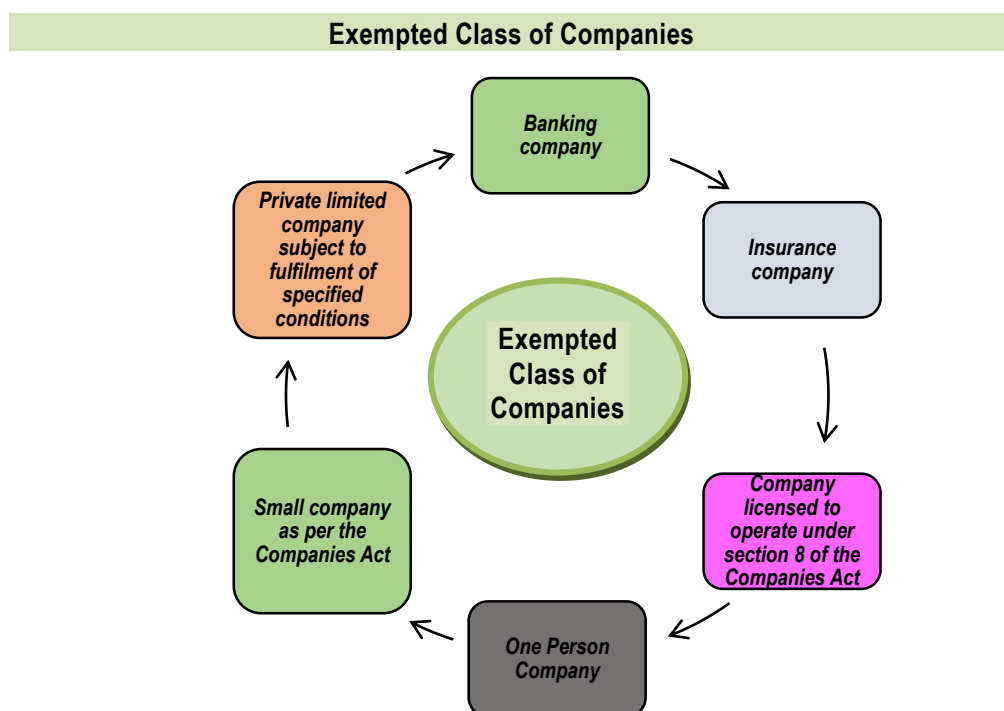 Exempted Class of Companies
Banking
company
Insurance
company
Company
licensed to
operate under
section 8 of the
Companies Act
One Person
Company
Small company
as per the
Companies Act
Private limited
company
subject to
fulfilment of
specified
conditions
Exempted
Class of
Companies